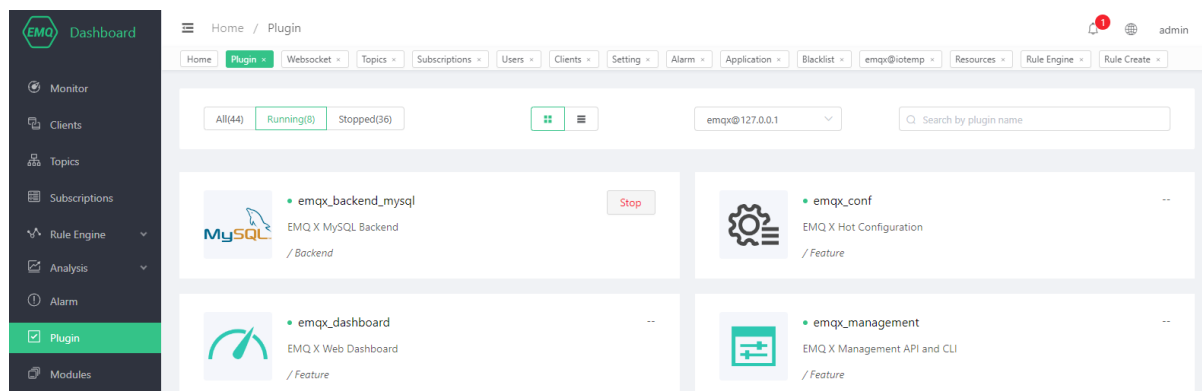 EMQ Dashboard
Home / Plugin
1
admin
Home Plugin × Websocket × Topics × Subscriptions × Users × Clients × Setting × Alarm × Application × Blacklist × emqx@iotemp × Resources × Rule Engine × Rule Create ×
Monitor
Clients
Topics
Subscriptions
Rule Engine
Analysis
Alarm
Plugin
Modules
All(44) Running(8) Stopped(36)
emqx@127.0.0.1
Search by plugin name
MySQL
emqx_backend_mysql
Stop
EMQ X MySQL Backend
/ Backend
emqx_conf
--
EMQ X Hot Configuration
/ Feature
emqx_dashboard
--
EMQ X Web Dashboard
/ Feature
emqx_management
--
EMQ X Management API and CLI
/ Feature